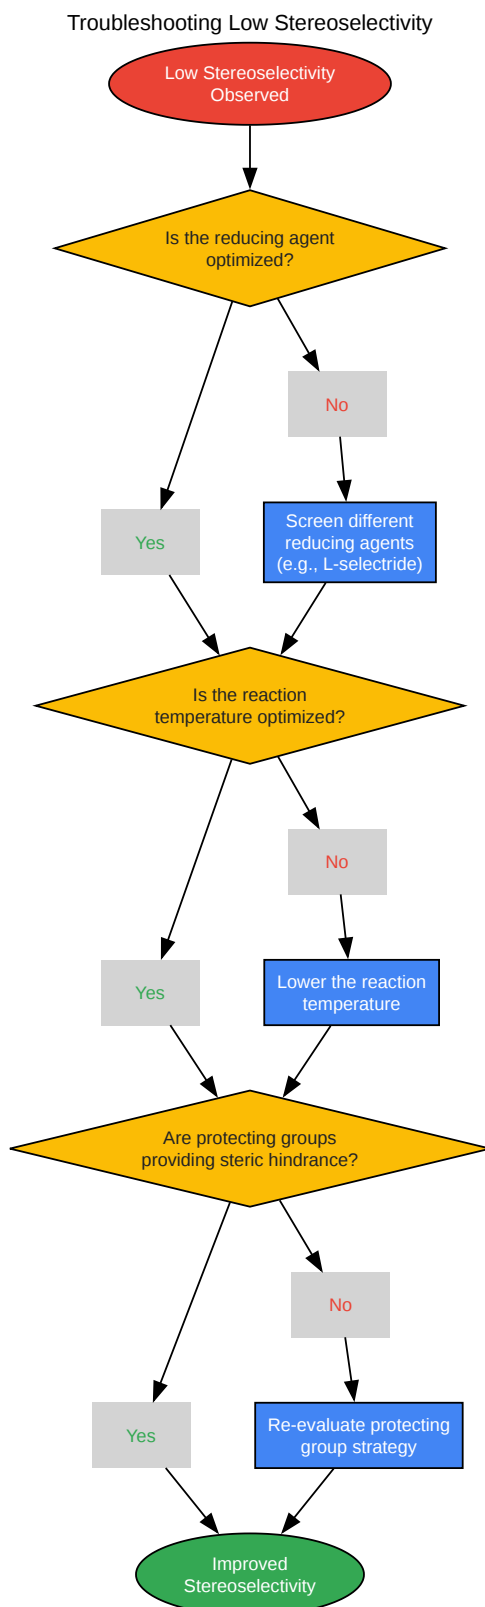 Troubleshooting Low Stereoselectivity
Low Stereoselectivity
Observed
Is the reducing agent
optimized?
No
Screen different
reducing agents
(e.g., L-selectride)
Yes
Is the reaction
temperature optimized?
No
Yes
Lower the reaction
temperature
Are protecting groups
providing steric hindrance?
No
Yes
Re-evaluate protecting
group strategy
Improved
Stereoselectivity